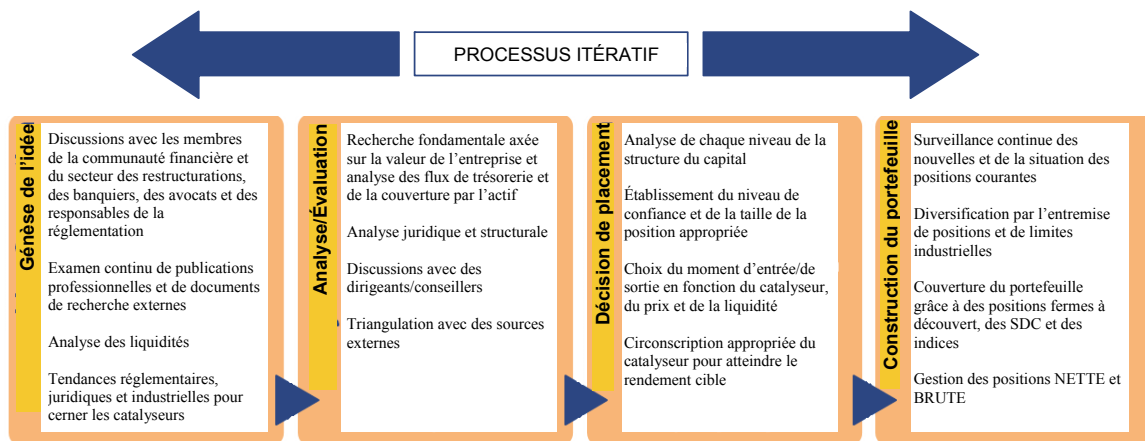 PROCESSUS ITÉRATIF
Génèse de l'idée
Discussions avec les membres
de la communauté financière et
du secteur des restructurations,
des banquiers, des avocats et des
responsables de la
réglementation
Examen continu de publications
professionnelles et de documents
de recherche externes
Analyse des liquidités
Tendances réglementaires,
juridiques et industrielles pour
cerner les catalyseurs
Analyse/Évaluation
Recherche fondamentale axée
sur la valeur de l'entreprise et
analyse des flux de trésorerie et
de la couverture par l'actif
Analyse juridique et structurale
Discussions avec des
dirigeants/conseillers
Triangulation avec des sources
externes
Décision de placement
Analyse de chaque niveau de la
structure du capital
Établissement du niveau de
confiance et de la taille de la
position appropriée
Choix du moment d'entrée/de
sortie en fonction du catalyseur,
du prix et de la liquidité
Circonscription appropriée du
catalyseur pour atteindre le
rendement cible
Construction du portefeuille
Surveillance continue des
nouvelles et de la situation des
positions courantes
Diversification par l'entremise
de positions et de limites
industrielles
Couverture du portefeuille
grâce à des positions fermes à
découvert, des SDC et des
indices
Gestion des positions NETTE et
BRUTE